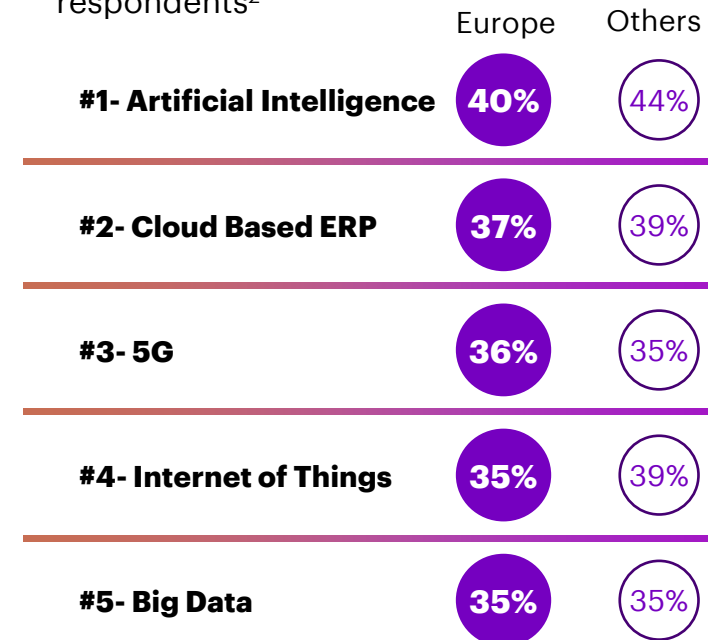 respondents²
Europe Others
#1- Artificial Intelligence 40% 44%
#2- Cloud Based ERP 37% 39%
#3- 5G 36% 35%
#4- Internet of Things 35% 39%
#5- Big Data 35% 35%